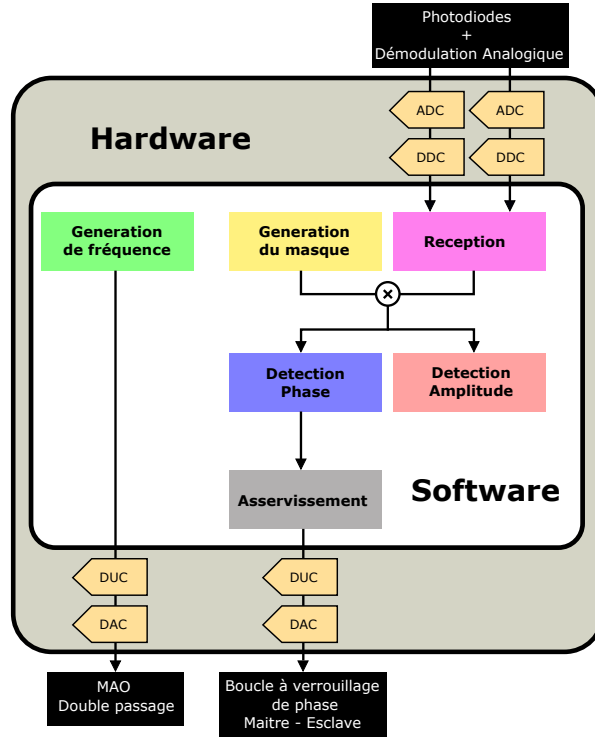 Photodiodes
+
Démodulation Analogique
ADC
ADC
Hardware
DDC
DDC
Generation
de fréquence
Generation
du masque
Reception
×
Detection
Phase
Detection
Amplitude
Asservissement
Software
DUC
DUC
DAC
DAC
MAO
Double passage
Boucle à verrouillage
de phase
Maitre - Esclave